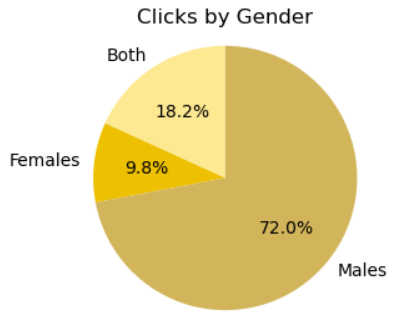 Clicks by Gender
Both
18.2%
Females
9.8%
72.0%
Males